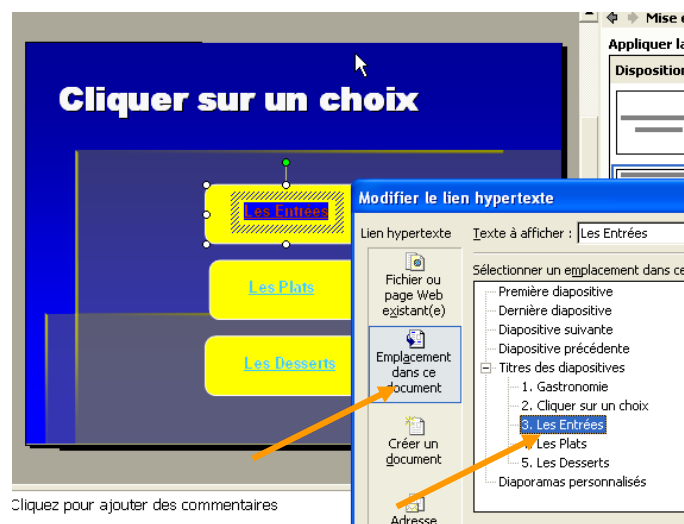 Mise
Appliquer la
Disposition
Cliquer sur un choix
Les Entrées
Les Plats
Les Desserts
Modifier le lien hypertexte
Lien hypertexte
Texte à afficher : Les Entrées
Fichier ou
page Web
existant(e)
Emplacement
dans ce
document
Créer un
document
Adresse
Sélectionner un emplacement dans ce
Première diapositive
Dernière diapositive
Diapositive suivante
Diapositive précédente
Titres des diapositives
1. Gastronomie
2. Cliquer sur un choix
3. Les Entrées
4. Les Plats
5. Les Desserts
Diaporamas personnalisés
Cliquez pour ajouter des commentaires